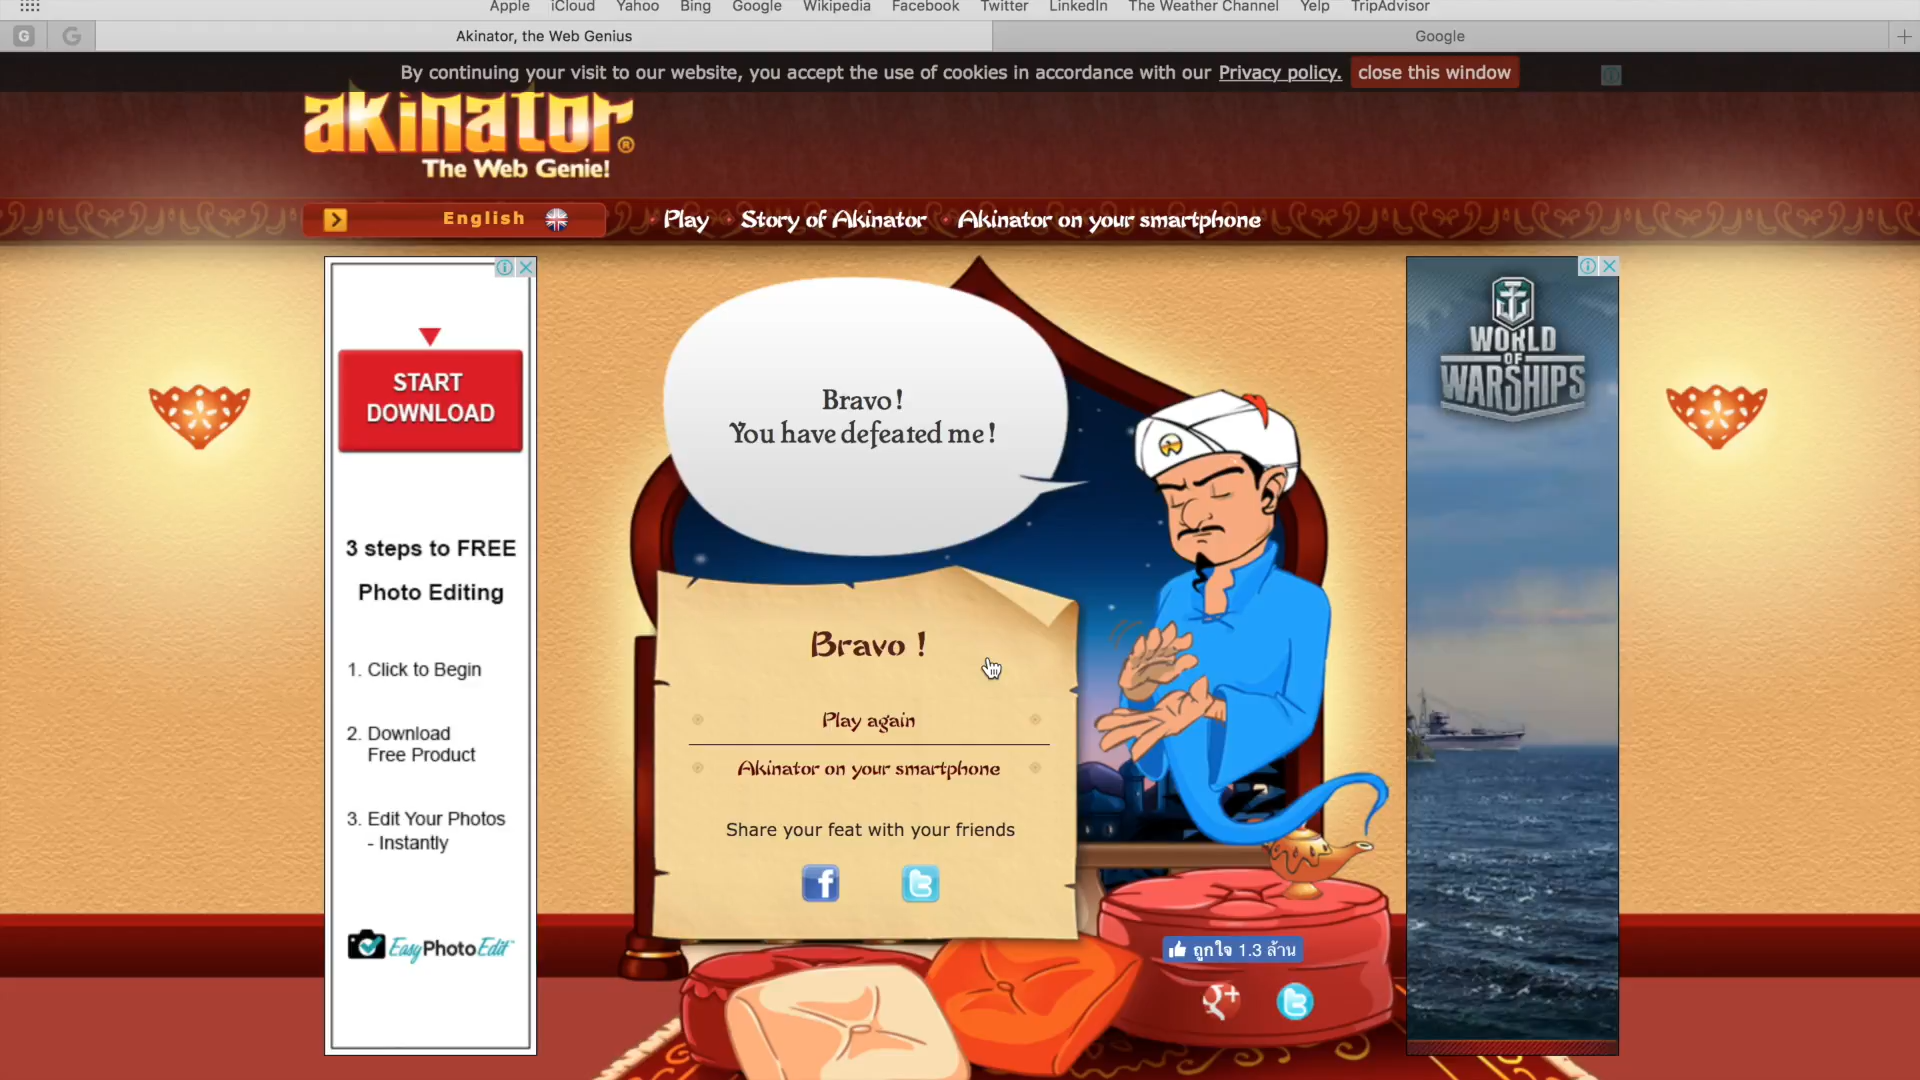 Apple iCloud Yahoo Bing Google Wikipedia Facebook Twitter LinkedIn The Weather Channel Yelp TripAdvisor
G G Akinator, the Web Genius Google +
By continuing your visit to our website, you accept the use of cookies in accordance with our Privacy policy. close this window
akinator®
The Web Genie!
English Play Story of Akinator Akinator on your smartphone
START
DOWNLOAD
3 steps to FREE
Photo Editing
1. Click to Begin
2. Download
Free Product
3. Edit Your Photos
- Instantly
EasyPhotoEdit™
Bravo !
You have defeated me !
Bravo !
Play again
Akinator on your smartphone
Share your feat with your friends
f t
ถูกใจ 1.3 ล้าน
g+ t
WORLD
OF
WARSHIPS